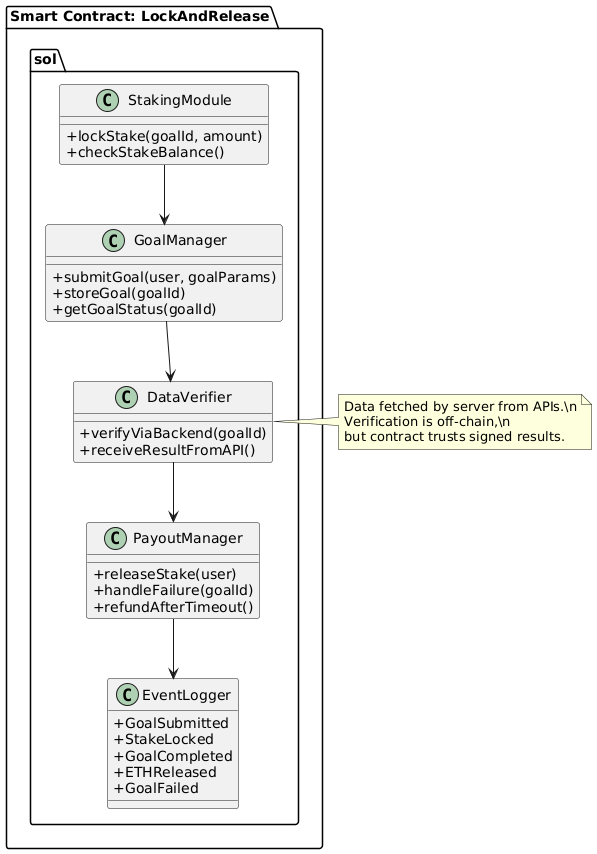 Smart Contract: LockAndRelease
sol
C StakingModule
+lockStake(goalId, amount)
+checkStakeBalance()
C GoalManager
+submitGoal(user, goalParams)
+storeGoal(goalId)
+getGoalStatus(goalId)
C DataVerifier
+verifyViaBackend(goalId)
+receiveResultFromAPI()
Data fetched by server from APIs.\n
Verification is off-chain,\n
but contract trusts signed results.
C PayoutManager
+releaseStake(user)
+handleFailure(goalId)
+refundAfterTimeout()
C EventLogger
+GoalSubmitted
+StakeLocked
+GoalCompleted
+ETHReleased
+GoalFailed